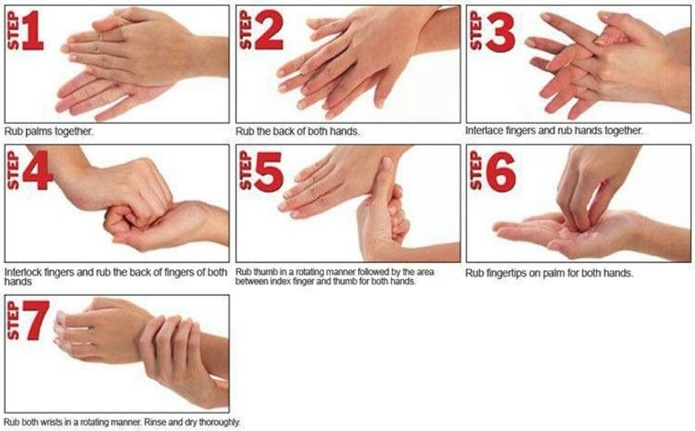 STEP 1
Rub palms together.
STEP 2
Rub the back of both hands.
STEP 3
Interlace fingers and rub hands together.
STEP 4
Interlock fingers and rub the back of fingers of both
hands
STEP 5
Rub thumb in a rotating manner followed by the area
between index finger and thumb for both hands.
STEP 6
Rub fingertips on palm for both hands.
STEP 7
Rub both wrists in a rotating manner. Rinse and dry thoroughly.